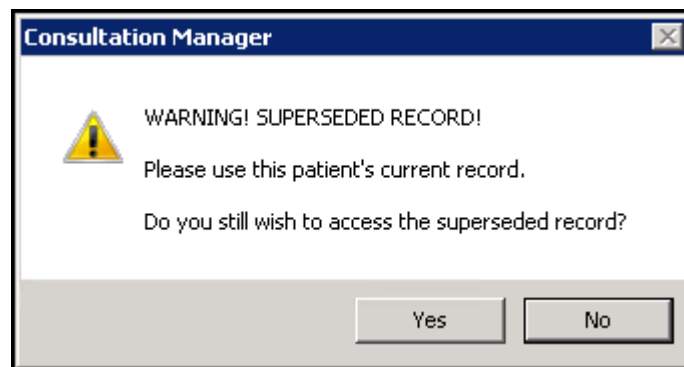 Consultation Manager
WARNING! SUPERSEDED RECORD!
Please use this patient's current record.
Do you still wish to access the superseded record?
Yes
No